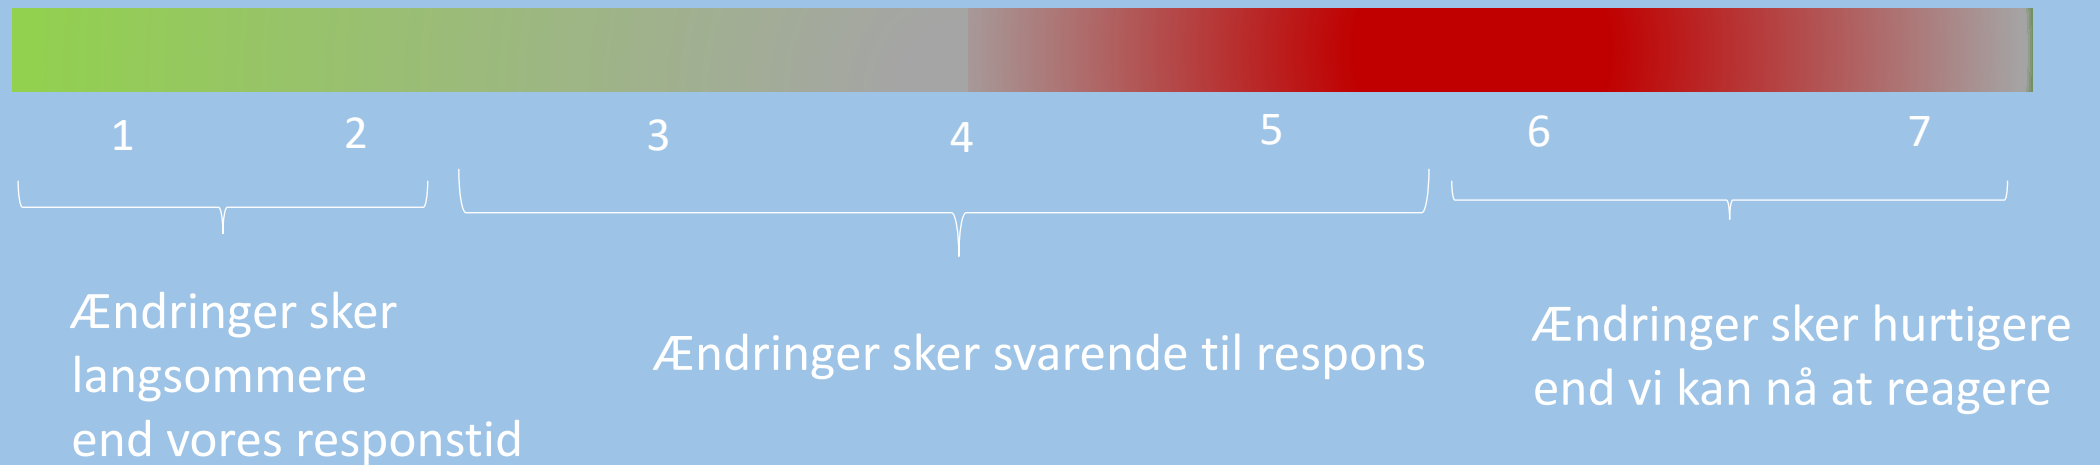 1 2 3 4 5 6 7
Ændringer sker
langsommere
end vores responstid
Ændringer sker svarende til respons
Ændringer sker hurtigere
end vi kan nå at reagere